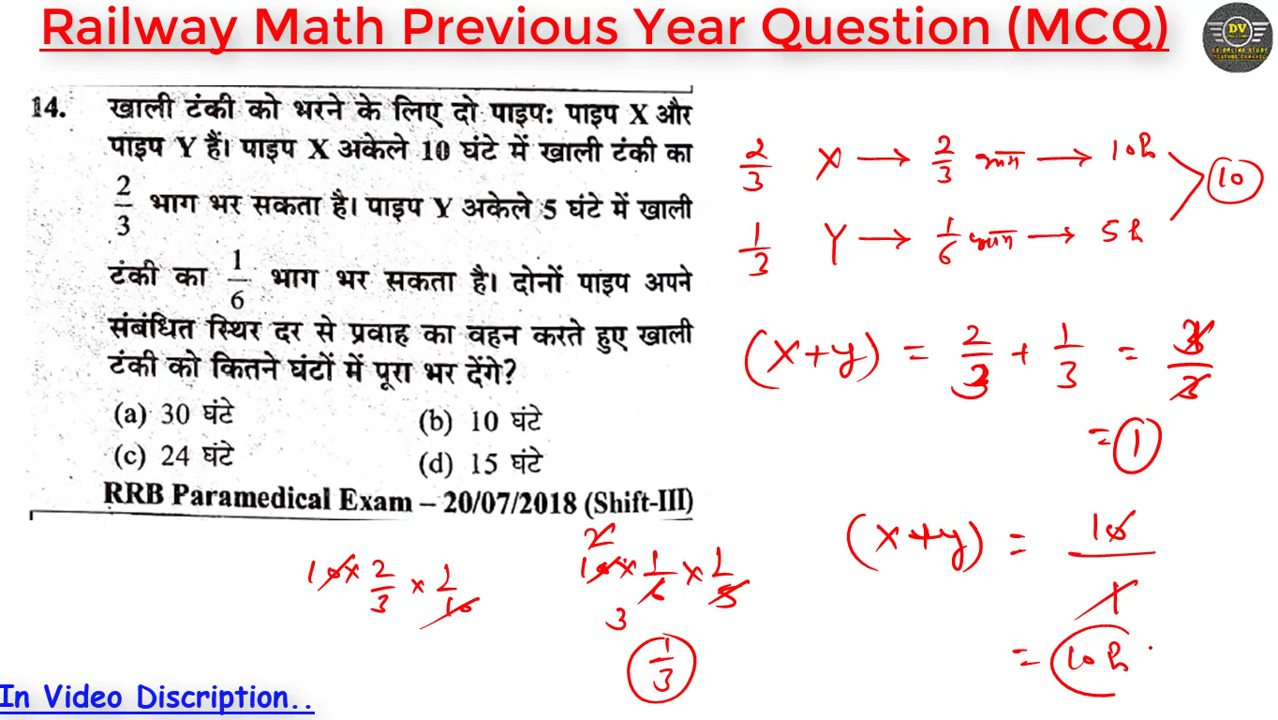 Railway Math Previous Year Question (MCQ)
DV
14. खाली टंकी को भरने के लिए दो पाइप: पाइप X और
पाइप Y हैं। पाइप X अकेले 10 घंटे में खाली टंकी का
2/3 भाग भर सकता है। पाइप Y अकेले 5 घंटे में खाली
टंकी का 1/6 भाग भर सकता है। दोनों पाइप अपने
संबंधित स्थिर दर से प्रवाह का वहन करते हुए खाली
टंकी को कितने घंटों में पूरा भर देंगे?
(a) 30 घंटे (b) 10 घंटे
(c) 24 घंटे (d) 15 घंटे
RRB Paramedical Exam – 20/07/2018 (Shift-III)
2/3 X → 2/3 भाग → 10h
10
1/3 Y → 1/6 भाग → 5h
(x+y) = 2/3 + 1/3 = 3/3
= 1
(x+y) = 10/1
= 10h
10 × 2/3 × 1/10
2
10 × 1/6 × 1/5
3
1/3
In Video Discription..